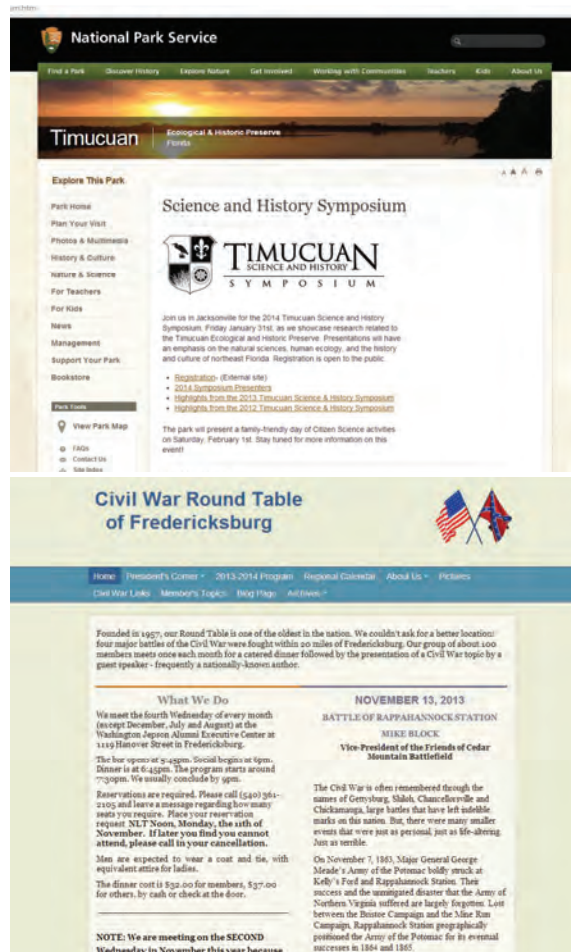 National Park Service
Find a Park Discover History Explore Nature Get Involved Working with Communities Teachers Kids About Us
Timucuan
Ecological & Historic Preserve
Florida
Explore This Park
Park Home
Plan Your Visit
Photos & Multimedia
History & Culture
Nature & Science
For Teachers
For Kids
News
Management
Support Your Park
Bookstore
Park Tools
View Park Map
FAQs
Contact Us
Site Index
A A A
Science and History Symposium
TIMUCUAN
SCIENCE AND HISTORY
SYMPOSIUM
Join us in Jacksonville for the 2014 Timucuan Science and History
Symposium, Friday January 31st, as we showcase research related to
the Timucuan Ecological and Historic Preserve. Presentations will have
an emphasis on the natural sciences, human ecology, and the history
and culture of northeast Florida. Registration is open to the public.
Registration- (External site)
2014 Symposium Presenters
Highlights from the 2013 Timucuan Science & History Symposium
Highlights from the 2012 Timucuan Science & History Symposium
The park will present a family-friendly day of Citizen Science activities
on Saturday, February 1st. Stay tuned for more information on this
event!
Civil War Round Table
of Fredericksburg
Home President's Corner 2013-2014 Program Regional Calendar About Us Pictures
Civil War Links Member's Topics Blog Page Archives
Founded in 1957, our Round Table is one of the oldest in the nation. We couldn't ask for a better location:
four major battles of the Civil War were fought within 20 miles of Fredericksburg. Our group of about 100
members meets once each month for a catered dinner followed by the presentation of a Civil War topic by a
guest speaker - frequently a nationally-known author.
What We Do
We meet the fourth Wednesday of every month
(except December, July and August) at the
Washington Jepson Alumni Executive Center at
1119 Hanover Street in Fredericksburg.
The bar opens at 5:45pm. Social begins at 6pm.
Dinner is at 6:45pm. The program starts around
7:30pm. We usually conclude by 9pm.
Reservations are required. Please call (540) 361-
2105 and leave a message regarding how many
seats you require. Place your reservation
request NLT Noon, Monday, the 11th of
November. If later you find you cannot
attend, please call in your cancellation.
Men are expected to wear a coat and tie, with
equivalent attire for ladies.
The dinner cost is $32.00 for members, $37.00
for others, by cash or check at the door.
NOTE: We are meeting on the SECOND
Wednesday in November this year because
NOVEMBER 13, 2013
BATTLE OF RAPPAHANNOCK STATION
MIKE BLOCK
Vice-President of the Friends of Cedar
Mountain Battlefield
The Civil War is often remembered through the
names of Gettysburg, Shiloh, Chancellorsville and
Chickamauga, large battles that have left indelible
marks on this nation. But, there were many smaller
events that were just as personal, just as life-altering.
Just as terrible.
On November 7, 1863, Major General George
Meade's Army of the Potomac boldly struck at
Kelly's Ford and Rappahannock Station. Their
success and the unmitigated disaster that the Army of
Northern Virginia suffered are largely forgotten. Lost
between the Bristoe Campaign and the Mine Run
Campaign, Rappahannock Station geographically
positioned the Army of the Potomac for its eventual
successes in 1864 and 1865.